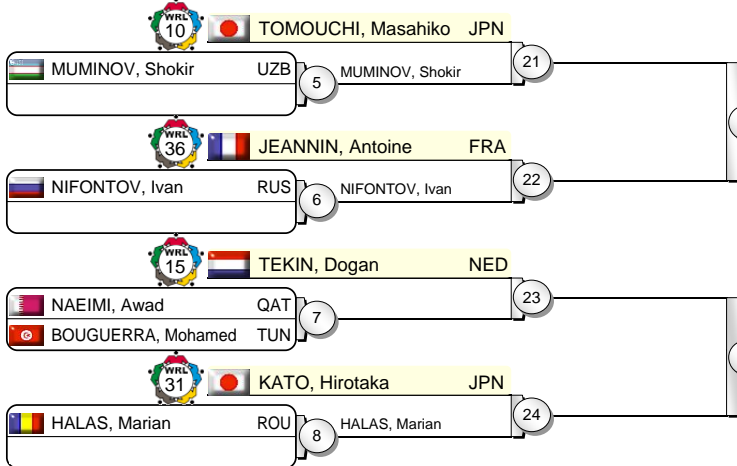 WRL
10 TOMOUCHI, Masahiko JPN
MUMINOV, Shokir UZB
5 MUMINOV, Shokir 21
WRL
36 JEANNIN, Antoine FRA
NIFONTOV, Ivan RUS
6 NIFONTOV, Ivan 22
WRL
15 TEKIN, Dogan NED
NAEIMI, Awad QAT
7 23
BOUGUERRA, Mohamed TUN
WRL
31 KATO, Hirotaka JPN
HALAS, Marian ROU
8 HALAS, Marian 24